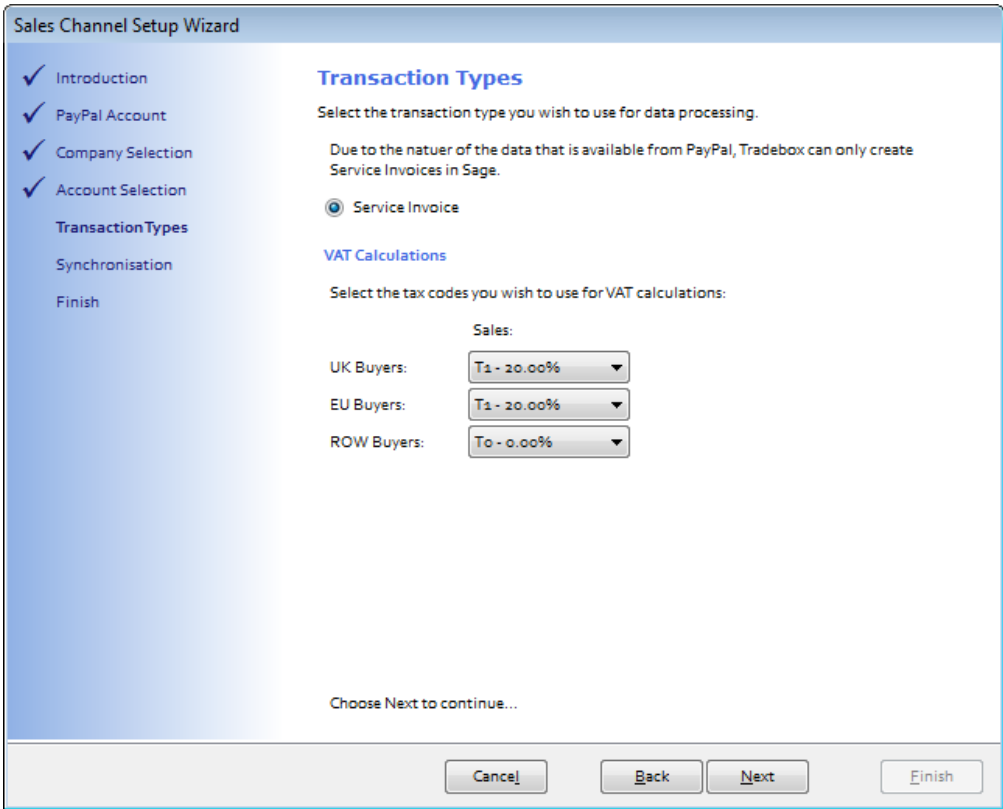 Sales Channel Setup Wizard
Introduction
PayPal Account
Company Selection
Account Selection
Transaction Types
Synchronisation
Finish
Transaction Types
Select the transaction type you wish to use for data processing.
Due to the natuer of the data that is available from PayPal, Tradebox can only create
Service Invoices in Sage.
Service Invoice
VAT Calculations
Select the tax codes you wish to use for VAT calculations:
Sales:
UK Buyers: T1 - 20.00%
EU Buyers: T1 - 20.00%
ROW Buyers: T0 - 0.00%
Choose Next to continue...
Cancel Back Next Finish